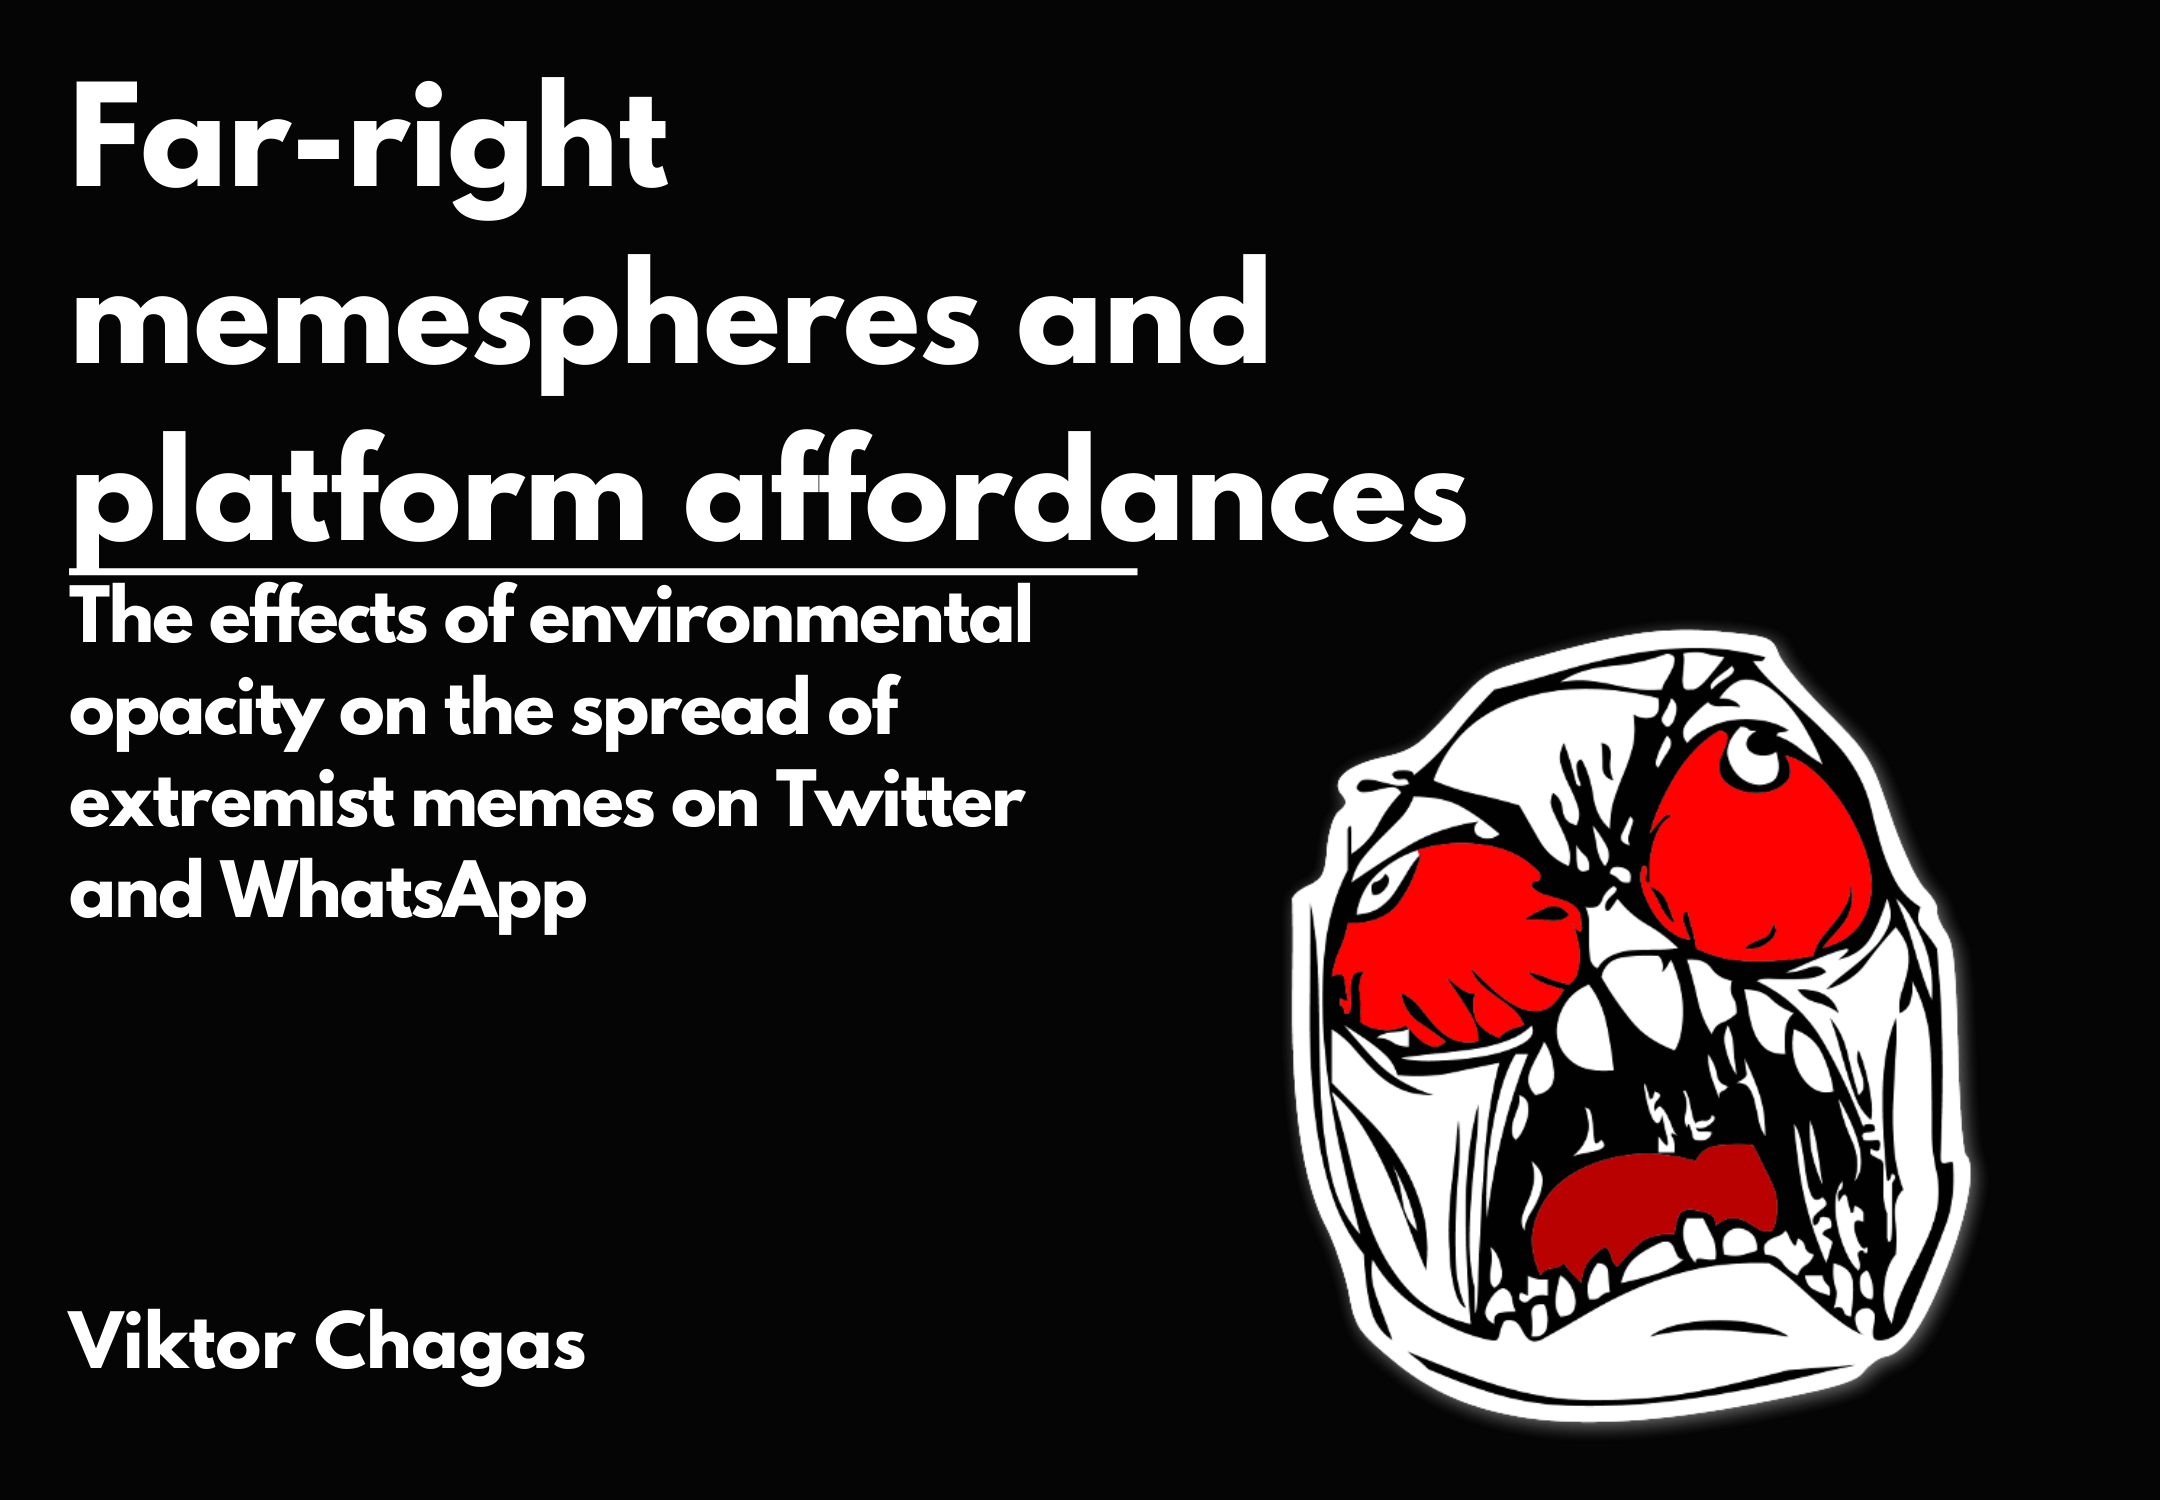 Far-right
memespheres and
platform affordances
The effects of environmental
opacity on the spread of
extremist memes on Twitter
and WhatsApp
Viktor Chagas